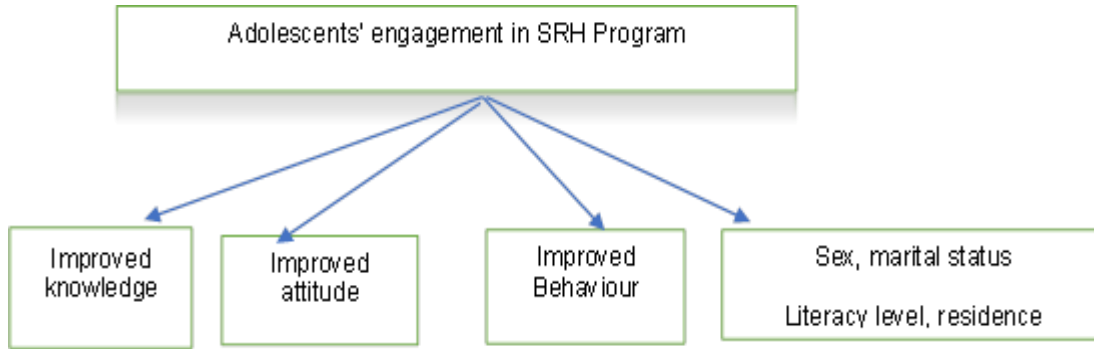 Adolescents' engagement in SRH Program
Improved
knowledge
Improved
attitude
Improved
Behaviour
Sex, marital status
Literacy level, residence